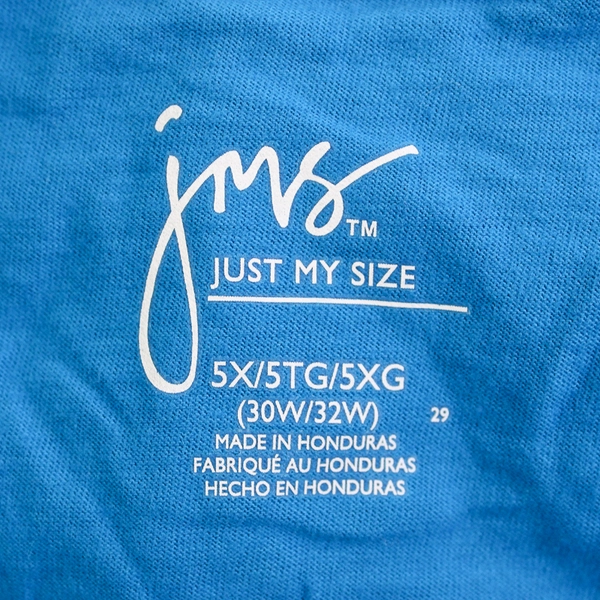 jms™
JUST MY SIZE
5X/5TG/5XG
(30W/32W) 29
MADE IN HONDURAS
FABRIQUÉ AU HONDURAS
HECHO EN HONDURAS